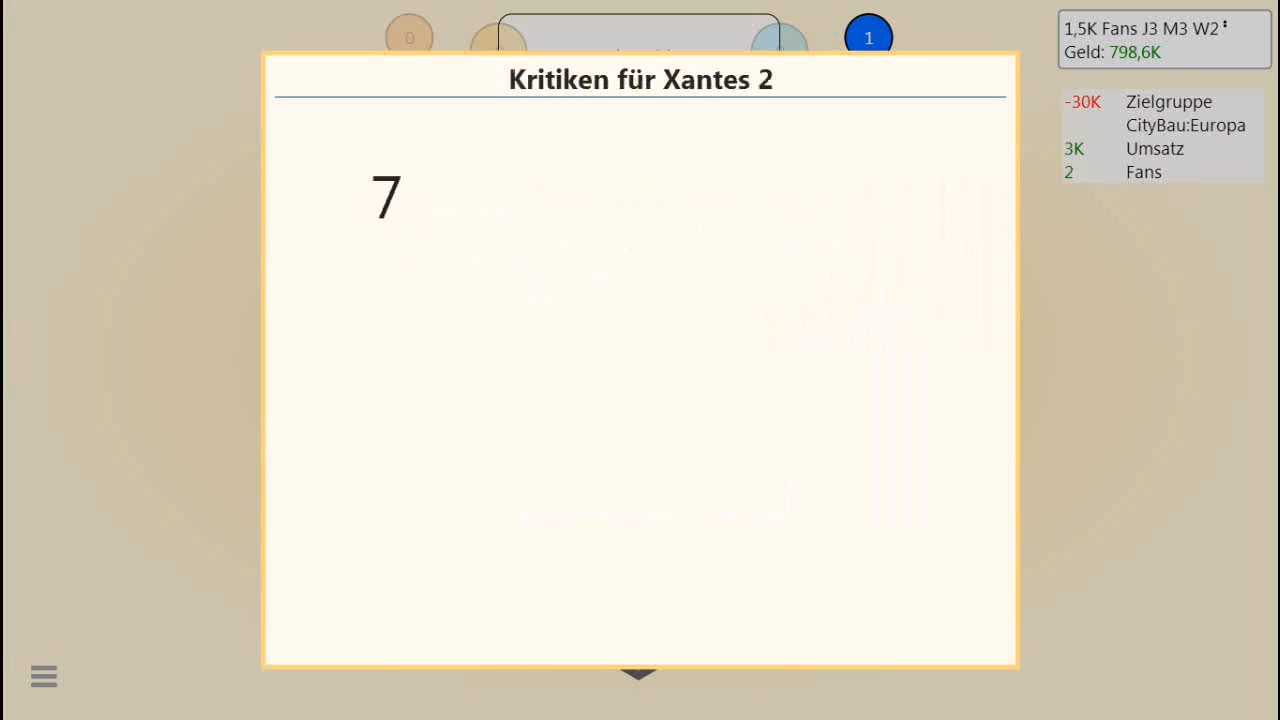 0
1
1,5K Fans J3 M3 W2
Geld: 798,6K
Kritiken für Xantes 2
-30K Zielgruppe
CityBau:Europa
3K Umsatz
2 Fans
7